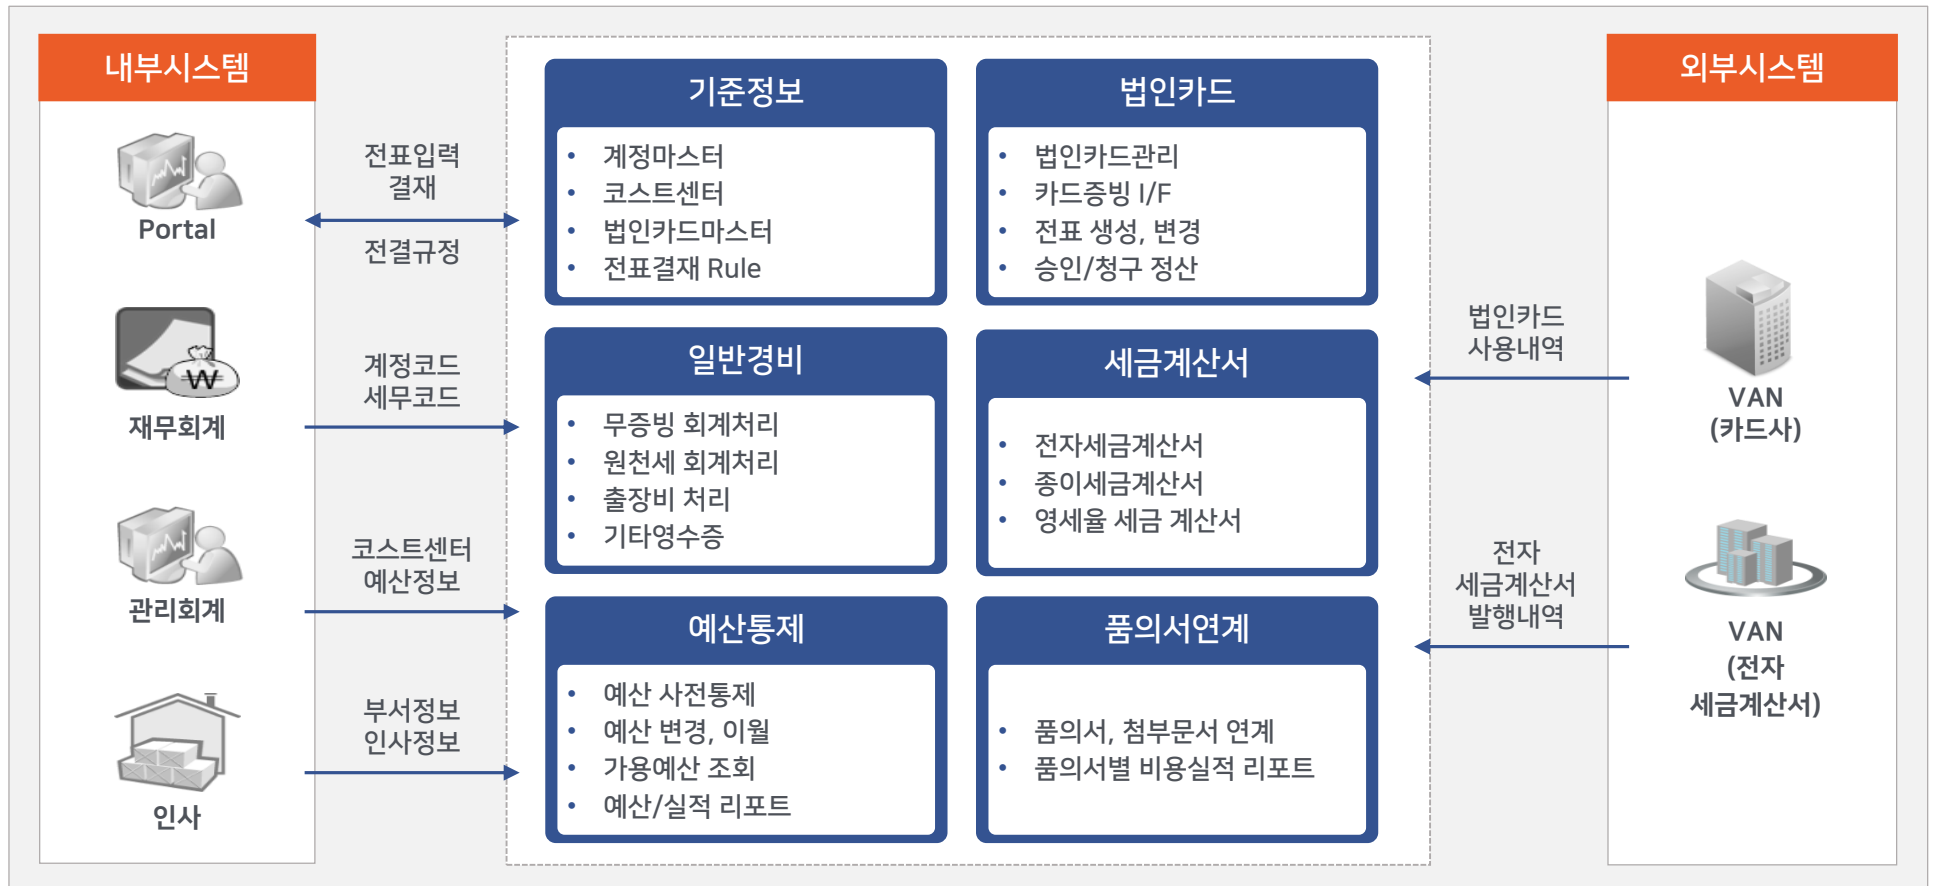 내부시스템
Portal
재무회계
관리회계
인사
전표입력
결재
전결규정
계정코드
세무코드
코스트센터
예산정보
부서정보
인사정보
기준정보
• 계정마스터
• 코스트센터
• 법인카드마스터
• 전표결재 Rule
법인카드
• 법인카드관리
• 카드증빙 I/F
• 전표 생성, 변경
• 승인/청구 정산
일반경비
• 무증빙 회계처리
• 원천세 회계처리
• 출장비 처리
• 기타영수증
세금계산서
• 전자세금계산서
• 종이세금계산서
• 영세율 세금 계산서
예산통제
• 예산 사전통제
• 예산 변경, 이월
• 가용예산 조회
• 예산/실적 리포트
품의서연계
• 품의서, 첨부문서 연계
• 품의서별 비용실적 리포트
법인카드
사용내역
전자
세금계산서
발행내역
외부시스템
VAN
(카드사)
VAN
(전자
세금계산서)